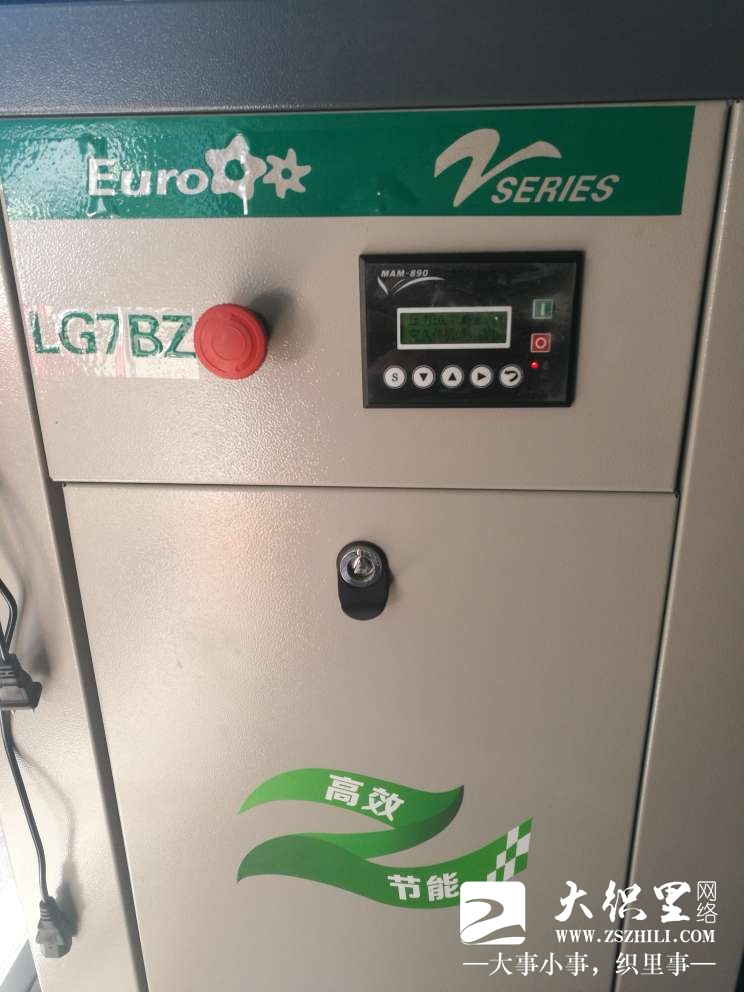 Euro
V SERIES
LG7BZ
MAM-890
S
高效
节能
大织里网络
WWW.ZSZHILI.COM
—大事小事，织里事—